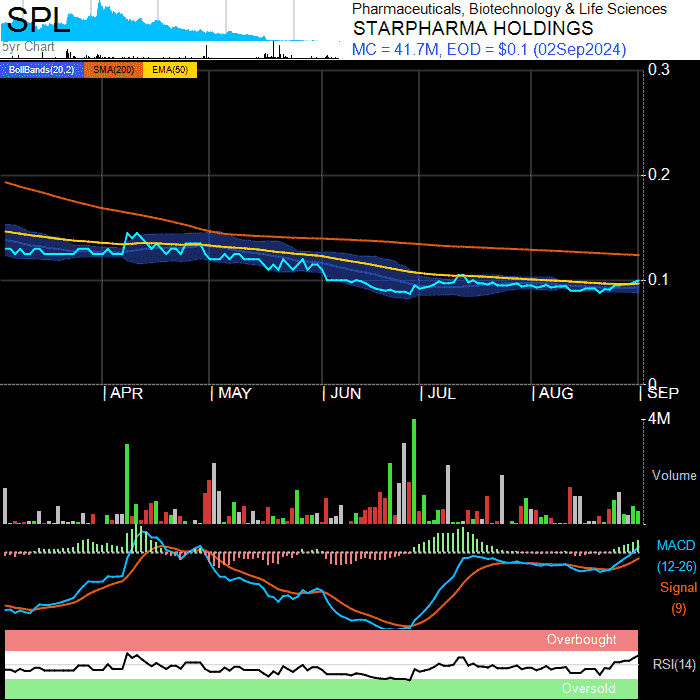 SPL
5yr Chart
Pharmaceuticals, Biotechnology & Life Sciences
STARPHARMA HOLDINGS
MC = 41.7M, EOD = $0.1 (02Sep2024)
BollBands(20,2) SMA(200) EMA(50)
0.3
0.2
0.1
0
APR MAY JUN JUL AUG SEP
4M
Volume
MACD
(12-26)
Signal
(9)
Overbought
RSI(14)
Oversold